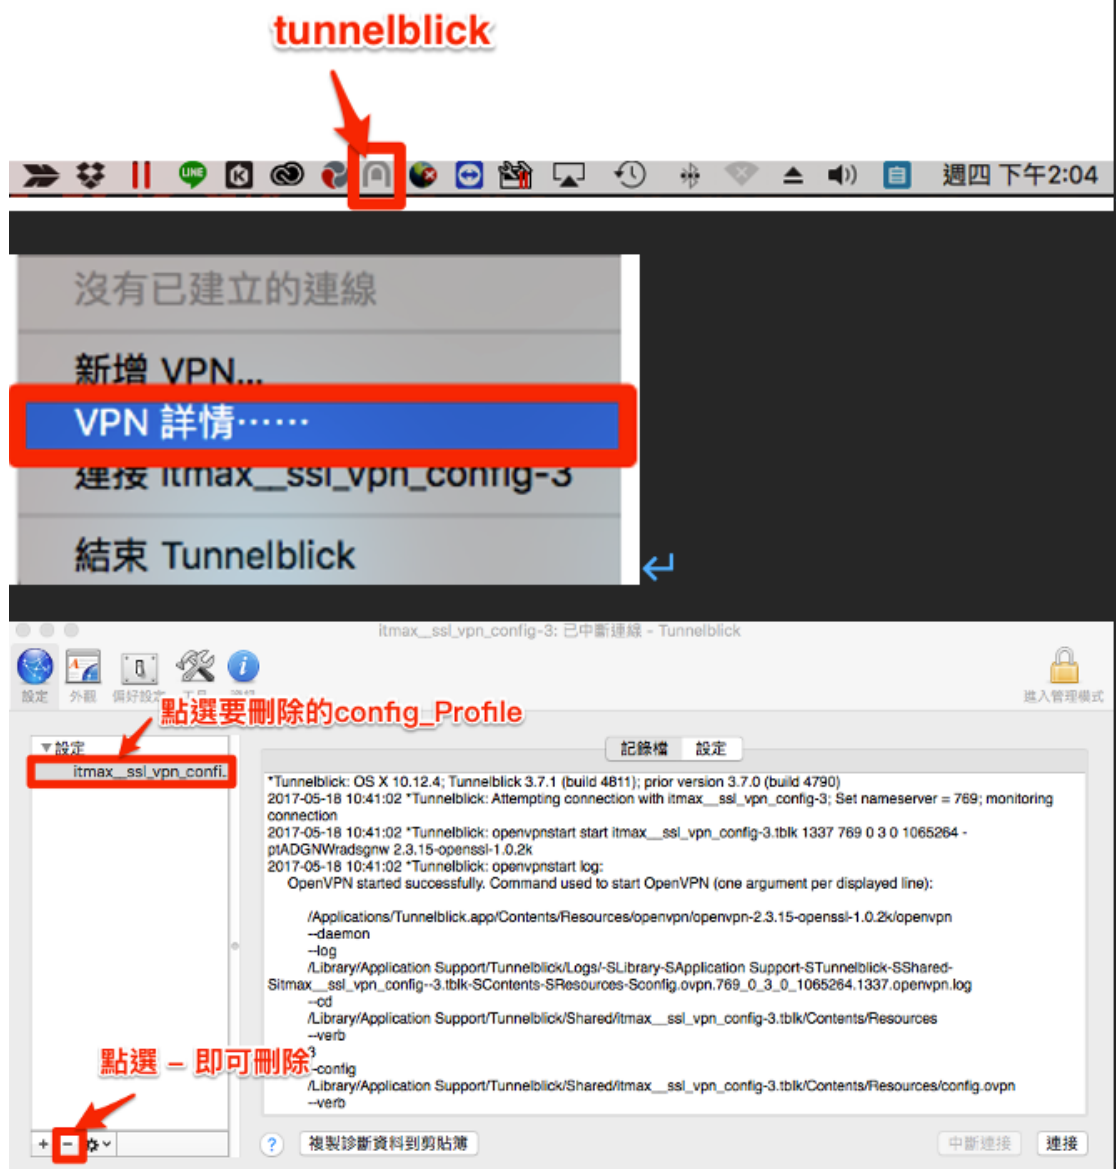 tunnelblick
LINE
週四 下午2:04
沒有已建立的連線
新增 VPN...
VPN 詳情⋯⋯
連接 itmax__ssl_vpn_config-3
結束 Tunnelblick
itmax__ssl_vpn_config-3: 已中斷連線 - Tunnelblick
設定 外觀 偏好設定 工具 資訊
進入管理模式
點選要刪除的config_Profile
▼設定
itmax__ssl_vpn_confi..
記錄檔 設定
*Tunnelblick: OS X 10.12.4; Tunnelblick 3.7.1 (build 4811); prior version 3.7.0 (build 4790)
2017-05-18 10:41:02 *Tunnelblick: Attempting connection with itmax__ssl_vpn_config-3; Set nameserver = 769; monitoring
connection
2017-05-18 10:41:02 *Tunnelblick: openvpnstart start itmax__ssl_vpn_config-3.tblk 1337 769 0 3 0 1065264 -
ptADGNWradsgnw 2.3.15-openssl-1.0.2k
2017-05-18 10:41:02 *Tunnelblick: openvpnstart log:
OpenVPN started successfully. Command used to start OpenVPN (one argument per displayed line):
/Applications/Tunnelblick.app/Contents/Resources/openvpn/openvpn-2.3.15-openssl-1.0.2k/openvpn
--daemon
--log
/Library/Application Support/Tunnelblick/Logs/-SLibrary-SApplication Support-STunnelblick-SShared-
Sitmax__ssl_vpn_config--3.tblk-SContents-SResources-Sconfig.ovpn.769_0_3_0_1065264.1337.openvpn.log
--cd
/Library/Application Support/Tunnelblick/Shared/itmax__ssl_vpn_config-3.tblk/Contents/Resources
--verb
3
--config
/Library/Application Support/Tunnelblick/Shared/itmax__ssl_vpn_config-3.tblk/Contents/Resources/config.ovpn
--verb
點選 – 即可刪除
+ −
? 複製診斷資料到剪貼簿
中斷連接 連接